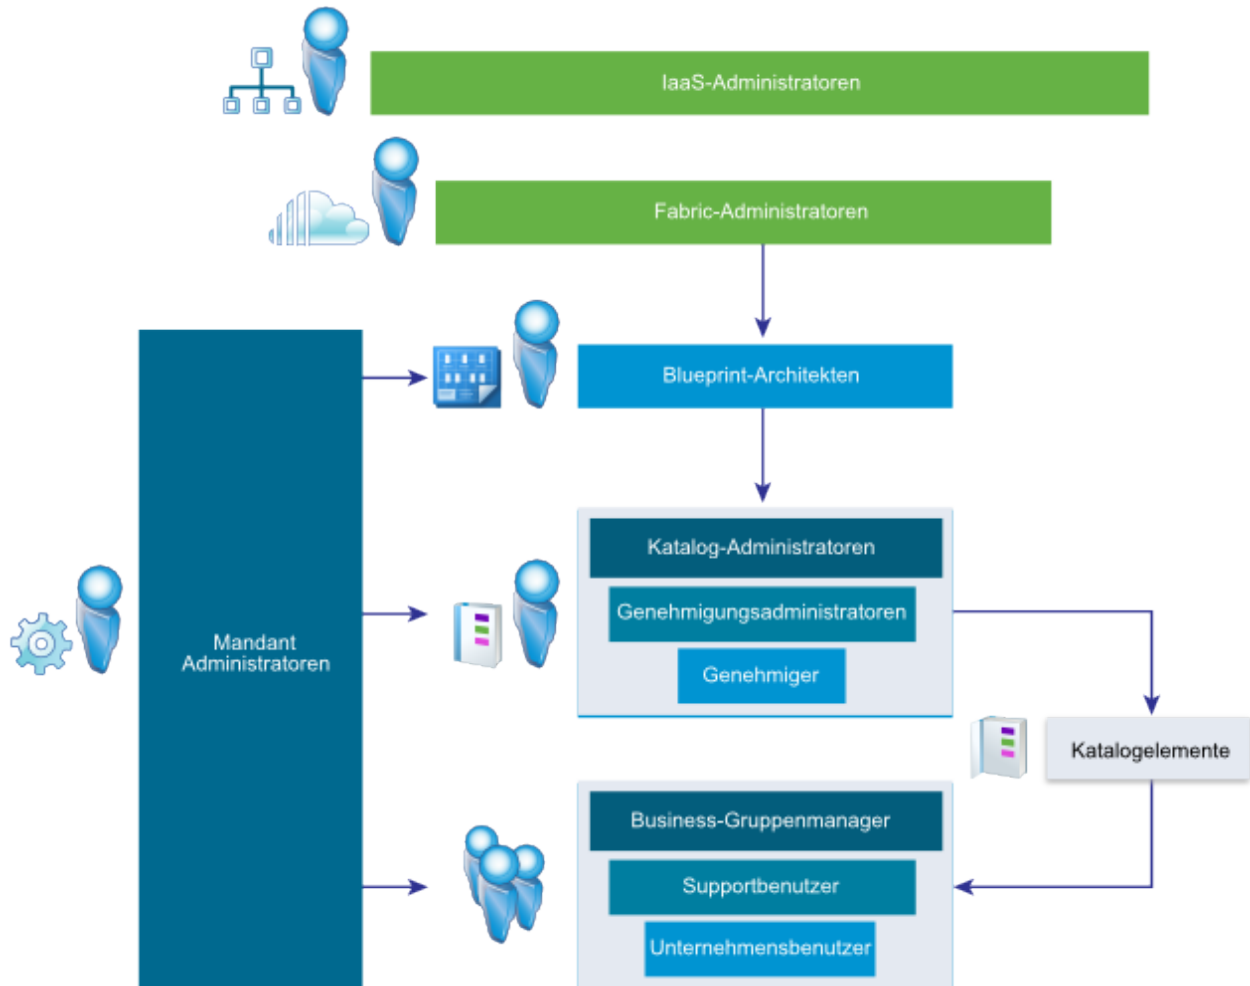 IaaS-Administratoren
Fabric-Administratoren
Blueprint-Architekten
Katalog-Administratoren
Genehmigungsadministratoren
Genehmiger
Mandant
Administratoren
Katalogelemente
Business-Gruppenmanager
Supportbenutzer
Unternehmensbenutzer